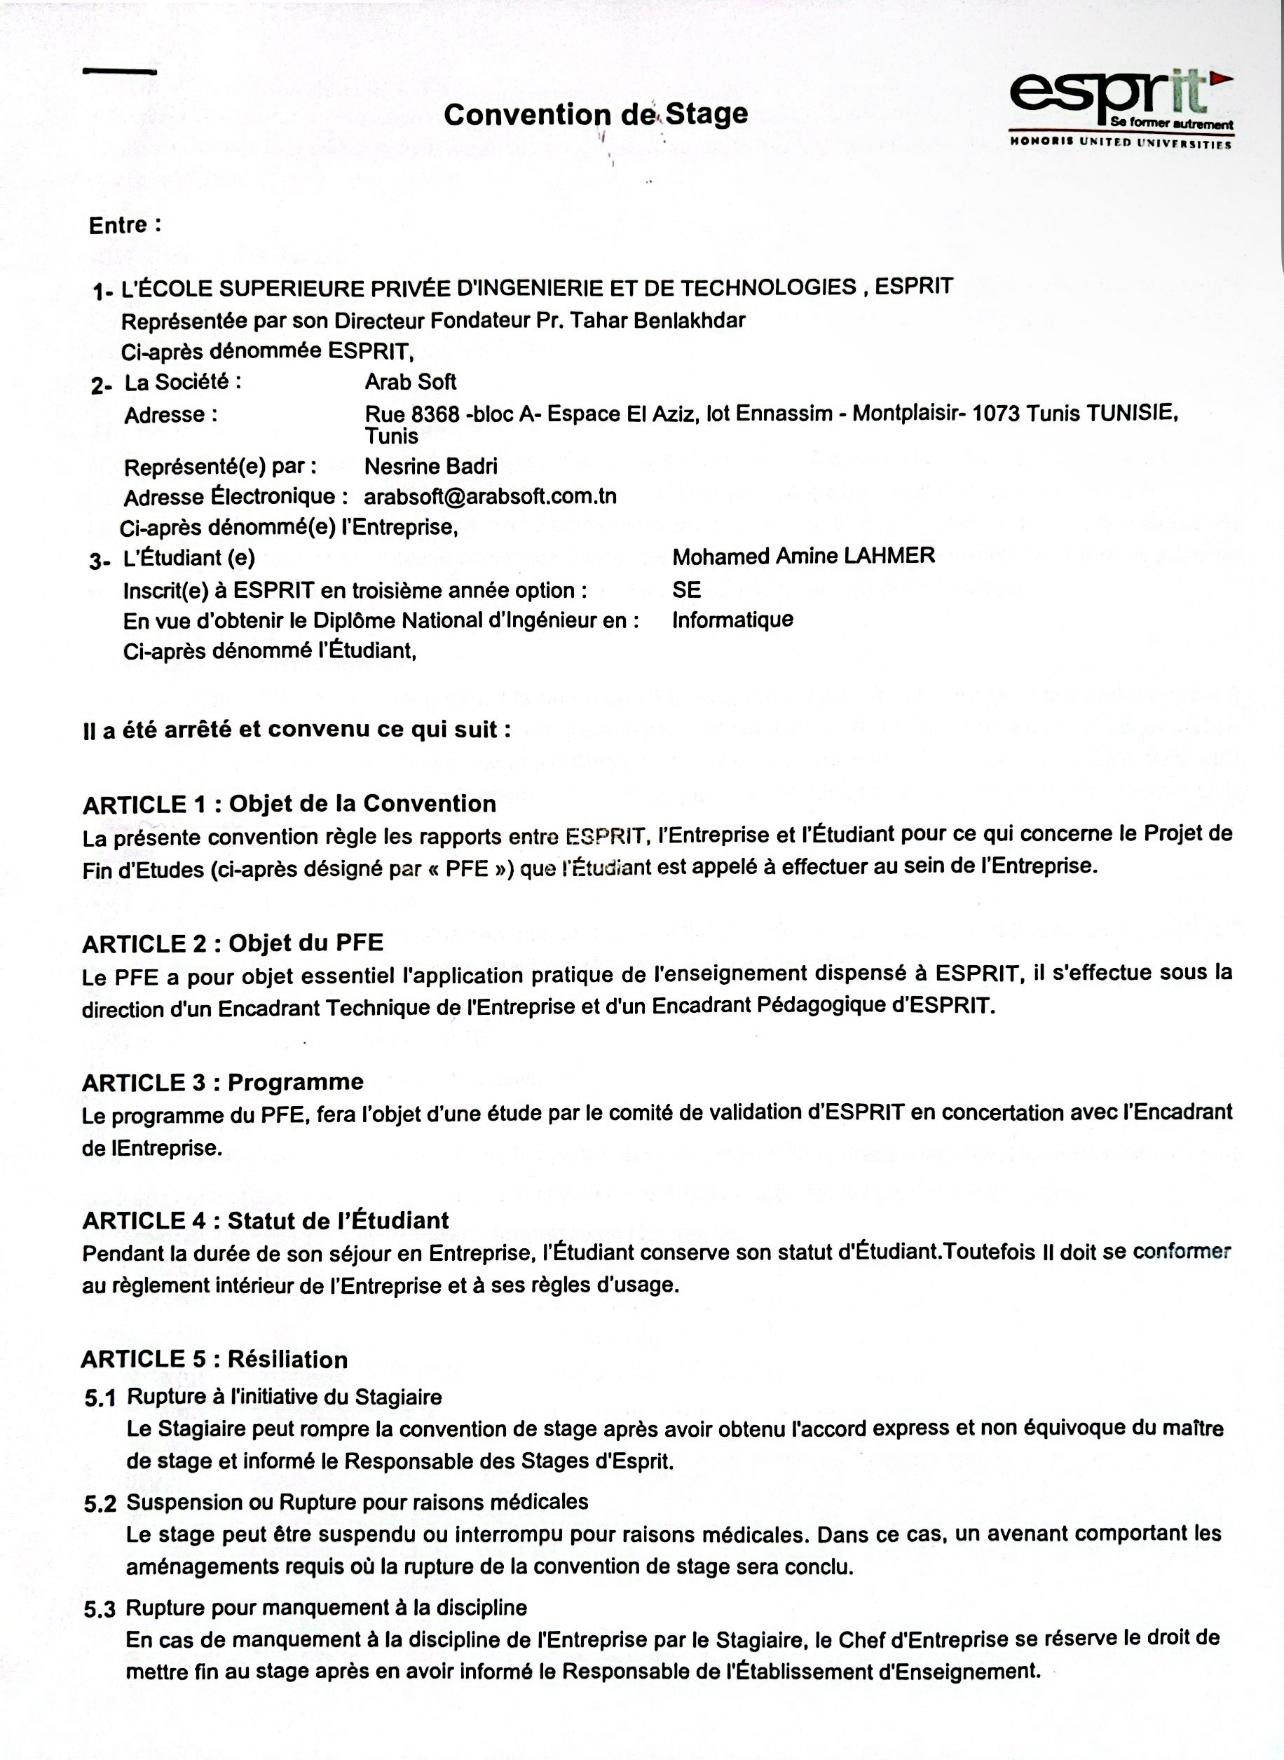 Convention de Stage
esprit
Se former autrement
HONORIS UNITED UNIVERSITIES
Entre :
1- L'ÉCOLE SUPERIEURE PRIVÉE D'INGENIERIE ET DE TECHNOLOGIES , ESPRIT
Représentée par son Directeur Fondateur Pr. Tahar Benlakhdar
Ci-après dénommée ESPRIT,
2- La Société : Arab Soft
Adresse : Rue 8368 -bloc A- Espace El Aziz, lot Ennassim - Montplaisir- 1073 Tunis TUNISIE,
Tunis
Représenté(e) par : Nesrine Badri
Adresse Électronique : arabsoft@arabsoft.com.tn
Ci-après dénommé(e) l'Entreprise,
3- L'Étudiant (e) Mohamed Amine LAHMER
Inscrit(e) à ESPRIT en troisième année option : SE
En vue d'obtenir le Diplôme National d'Ingénieur en : Informatique
Ci-après dénommé l'Étudiant,
Il a été arrêté et convenu ce qui suit :
ARTICLE 1 : Objet de la Convention
La présente convention règle les rapports entre ESPRIT, l'Entreprise et l'Étudiant pour ce qui concerne le Projet de
Fin d'Etudes (ci-après désigné par « PFE ») que l'Étudiant est appelé à effectuer au sein de l'Entreprise.
ARTICLE 2 : Objet du PFE
Le PFE a pour objet essentiel l'application pratique de l'enseignement dispensé à ESPRIT, il s'effectue sous la
direction d'un Encadrant Technique de l'Entreprise et d'un Encadrant Pédagogique d'ESPRIT.
ARTICLE 3 : Programme
Le programme du PFE, fera l'objet d'une étude par le comité de validation d'ESPRIT en concertation avec l'Encadrant
de lEntreprise.
ARTICLE 4 : Statut de l'Étudiant
Pendant la durée de son séjour en Entreprise, l'Étudiant conserve son statut d'Étudiant.Toutefois Il doit se conformer
au règlement intérieur de l'Entreprise et à ses règles d'usage.
ARTICLE 5 : Résiliation
5.1 Rupture à l'initiative du Stagiaire
Le Stagiaire peut rompre la convention de stage après avoir obtenu l'accord express et non équivoque du maître
de stage et informé le Responsable des Stages d'Esprit.
5.2 Suspension ou Rupture pour raisons médicales
Le stage peut être suspendu ou interrompu pour raisons médicales. Dans ce cas, un avenant comportant les
aménagements requis où la rupture de la convention de stage sera conclu.
5.3 Rupture pour manquement à la discipline
En cas de manquement à la discipline de l'Entreprise par le Stagiaire, le Chef d'Entreprise se réserve le droit de
mettre fin au stage après en avoir informé le Responsable de l'Établissement d'Enseignement.